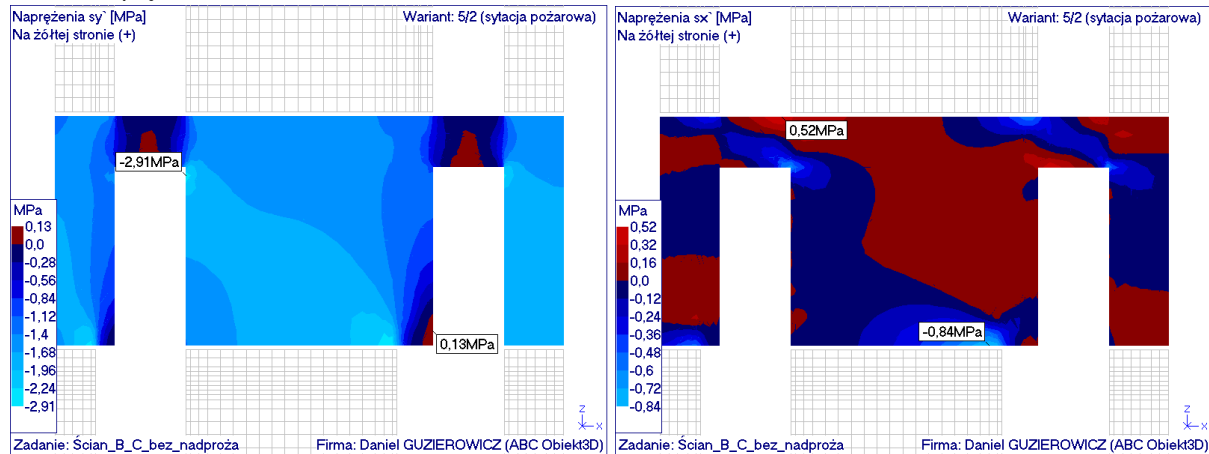 Naprężenia sy` [MPa]
Wariant: 5/2 (sytacja pożarowa)
Na żółtej stronie (+)
-2,91MPa
MPa
0,13
0,0
-0,28
-0,56
-0,84
-1,12
-1,4
-1,68
-1,96
-2,24
-2,91
0,13MPa
z
x
Zadanie: Ścian_B_C_bez_nadproża
Firma: Daniel GUZIEROWICZ (ABC Obiekt3D)
Naprężenia sx` [MPa]
Wariant: 5/2 (sytacja pożarowa)
Na żółtej stronie (+)
0,52MPa
MPa
0,52
0,32
0,16
0,0
-0,12
-0,24
-0,36
-0,48
-0,6
-0,72
-0,84
-0,84MPa
z
x
Zadanie: Ścian_B_C_bez_nadproża
Firma: Daniel GUZIEROWICZ (ABC Obiekt3D)